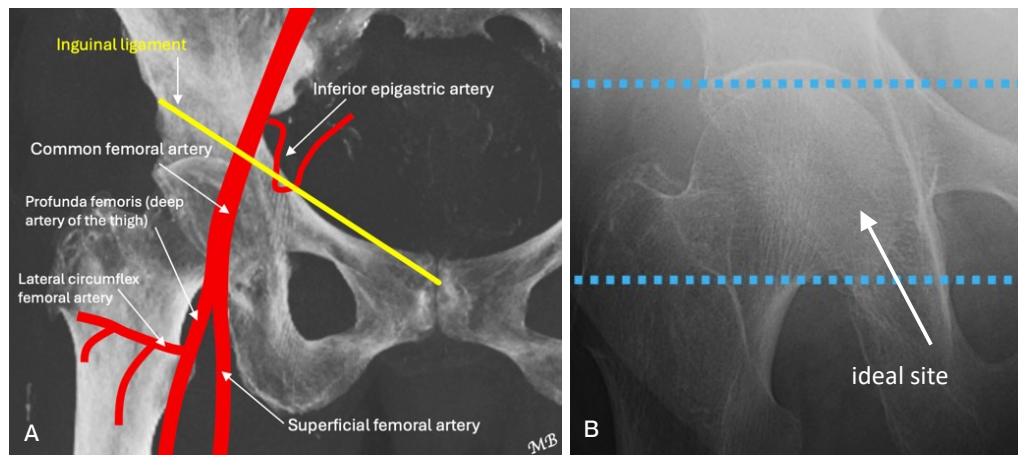 Inguinal ligament
Inferior epigastric artery
Common femoral artery
Profunda femoris (deep
artery of the thigh)
Lateral circumflex
femoral artery
Superficial femoral artery
A
MB
ideal site
B